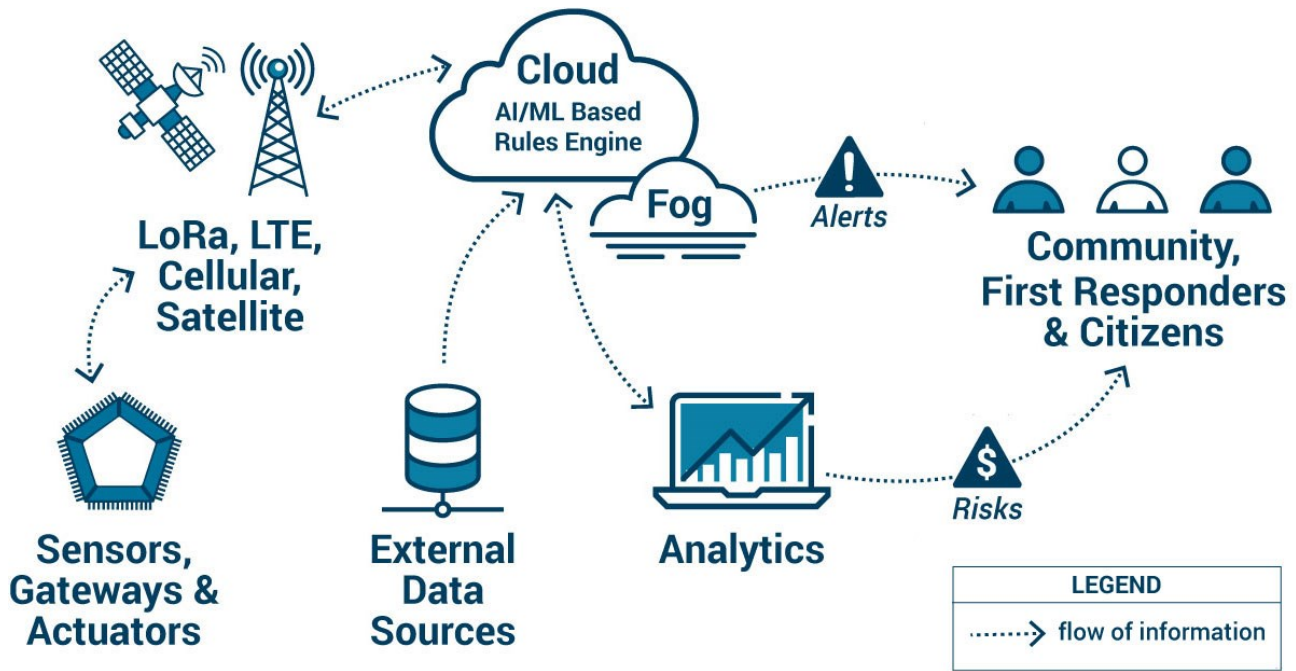 Cloud
AI/ML Based
Rules Engine
Fog
Alerts
LoRa, LTE,
Cellular,
Satellite
Community,
First Responders
& Citizens
$
Risks
Sensors,
Gateways &
Actuators
External
Data
Sources
Analytics
LEGEND
flow of information